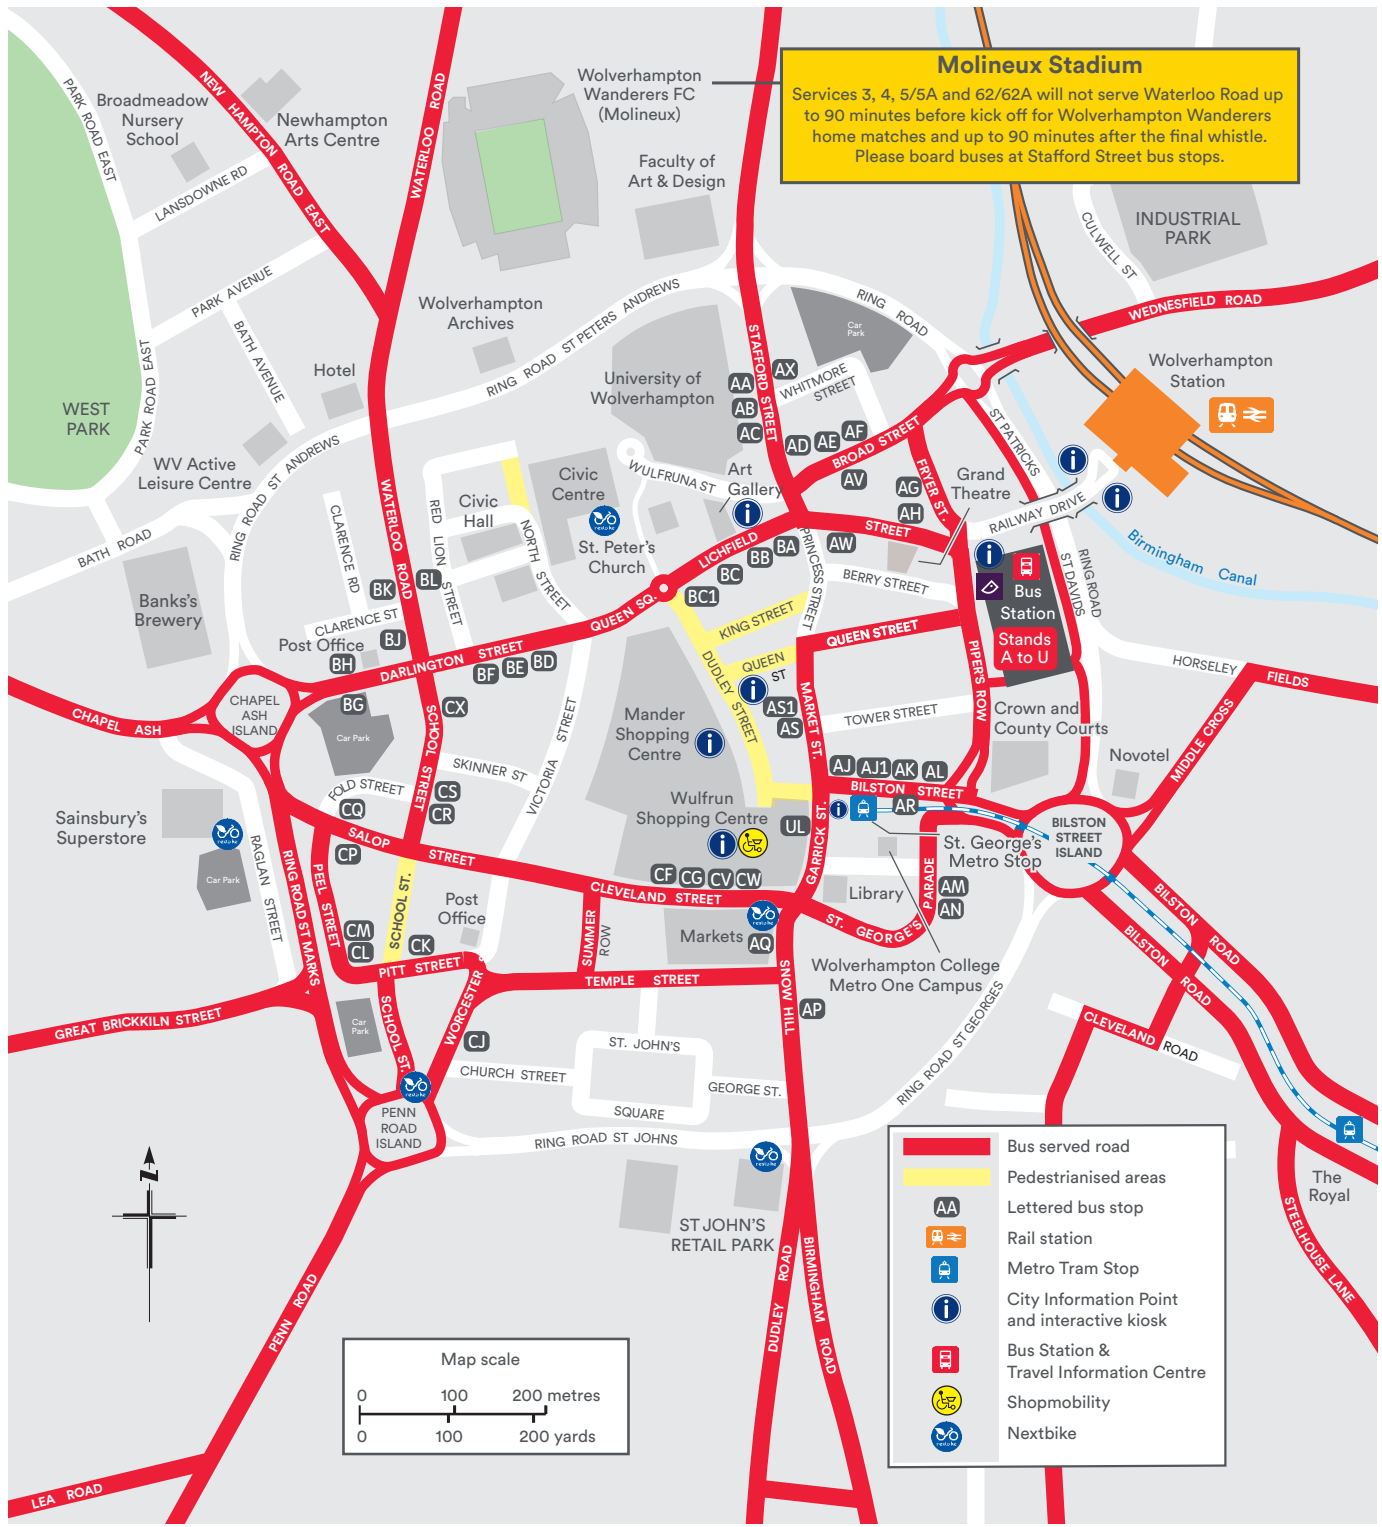 Molineux Stadium
Services 3, 4, 5/5A and 62/62A will not serve Waterloo Road up
to 90 minutes before kick off for Wolverhampton Wanderers
home matches and up to 90 minutes after the final whistle.
Please board buses at Stafford Street bus stops.
Wolverhampton
Wanderers FC
(Molineux)
PARK ROAD EAST
Broadmeadow
Nursery
School
NEW HAMPTON ROAD EAST
Newhampton
Arts Centre
WATERLOO ROAD
Faculty of
Art & Design
LANSDOWNE RD
INDUSTRIAL
PARK
CULWELL ST
PARK AVENUE
BATH AVENUE
Wolverhampton
Archives
RING ROAD ST PETERS ANDREWS
RING ROAD
WEDNESFIELD ROAD
Car
Park
STAFFORD STREET
Hotel
PARK ROAD EAST
University of
Wolverhampton
AX
AA
AB
AC
WHITMORE
STREET
Wolverhampton
Station
WEST
PARK
AD
AE
AF
BROAD STREET
AV
ST PATRICKS
WV Active
Leisure Centre
RING ROAD ST ANDREWS
WULFRUNA ST
Art
Gallery
FRYER ST.
AG
AH
Grand
Theatre
RAILWAY DRIVE
Civic
Centre
nextbike
Civic
Hall
RED LION STREET
NORTH STREET
CLARENCE RD
WATERLOO ROAD
BATH ROAD
St. Peter's
Church
LICHFIELD
STREET
BA
BB
BC
BC1
AW
PRINCESS STREET
BERRY STREET
Birmingham Canal
Banks's
Brewery
BK
BL
CLARENCE ST
Post Office
BJ
BH
DARLINGTON STREET
QUEEN SQ.
BF
BE
BD
KING STREET
QUEEN
ST
QUEEN STREET
Bus
Station
Stands
A to U
RING ROAD
ST DAVIDS
HORSELEY
FIELDS
CHAPEL ASH
CHAPEL
ASH
ISLAND
BG
Car Park
CX
SCHOOL STREET
DUDLEY STREET
AS1
AS
MARKET ST.
TOWER STREET
PIPER'S ROW
Crown and
County Courts
MIDDLE CROSS
Novotel
Mander
Shopping
Centre
SKINNER ST
VICTORIA STREET
FOLD STREET
CQ
CS
CR
AJ
AJ1
AK
AL
BILSTON STREET
AR
Sainsbury's
Superstore
nextbike
Car Park
RAGLAN STREET
Wulfrun
Shopping Centre
UL
GARRICK ST.
St. George's
Metro Stop
BILSTON
STREET
ISLAND
SALOP
STREET
CP
PEEL STREET
RING ROAD ST MARKS
SCHOOL ST.
CF
CG
CV
CW
CLEVELAND STREET
nextbike
Library
PARADE
AM
AN
ST. GEORGE'S
BILSTON ROAD
BILSTON ROAD
Post
Office
CM
CL
CK
SUMMER
ROW
Markets
AQ
Wolverhampton College
Metro One Campus
PITT STREET
TEMPLE STREET
SNOW HILL
AP
GREAT BRICKKILN STREET
Car
Park
SCHOOL ST.
WORCESTER S
CJ
ST. JOHN'S
SQUARE
CHURCH STREET
GEORGE ST.
RING ROAD ST GEORGES
CLEVELAND ROAD
nextbike
PENN
ROAD
ISLAND
RING ROAD ST JOHNS
nextbike
The
Royal
STEELHOUSE LANE
ST JOHN'S
RETAIL PARK
N
PENN ROAD
DUDLEY ROAD
BIRMINGHAM ROAD
LEA ROAD
Map scale
0 100 200 metres
0 100 200 yards
Bus served road
Pedestrianised areas
AA
Lettered bus stop
Rail station
Metro Tram Stop
City Information Point
and interactive kiosk
Bus Station &
Travel Information Centre
Shopmobility
nextbike
Nextbike